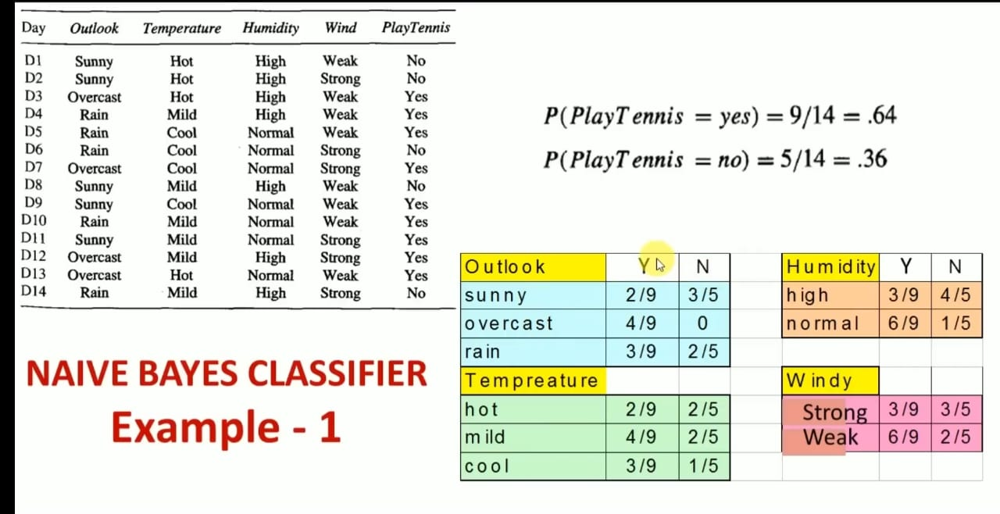 Day Outlook Temperature Humidity Wind PlayTennis
D1 Sunny Hot High Weak No
D2 Sunny Hot High Strong No
D3 Overcast Hot High Weak Yes
D4 Rain Mild High Weak Yes
D5 Rain Cool Normal Weak Yes
D6 Rain Cool Normal Strong No
D7 Overcast Cool Normal Strong Yes
D8 Sunny Mild High Weak No
D9 Sunny Cool Normal Weak Yes
D10 Rain Mild Normal Weak Yes
D11 Sunny Mild Normal Strong Yes
D12 Overcast Mild High Strong Yes
D13 Overcast Hot Normal Weak Yes
D14 Rain Mild High Strong No
P(PlayTennis = yes) = 9/14 = .64
P(PlayTennis = no) = 5/14 = .36
NAIVE BAYES CLASSIFIER
Example - 1
Outlook Y N
sunny 2/9 3/5
overcast 4/9 0
rain 3/9 2/5
Tempreature
hot 2/9 2/5
mild 4/9 2/5
cool 3/9 1/5
Humidity Y N
high 3/9 4/5
normal 6/9 1/5
Windy
Strong 3/9 3/5
Weak 6/9 2/5